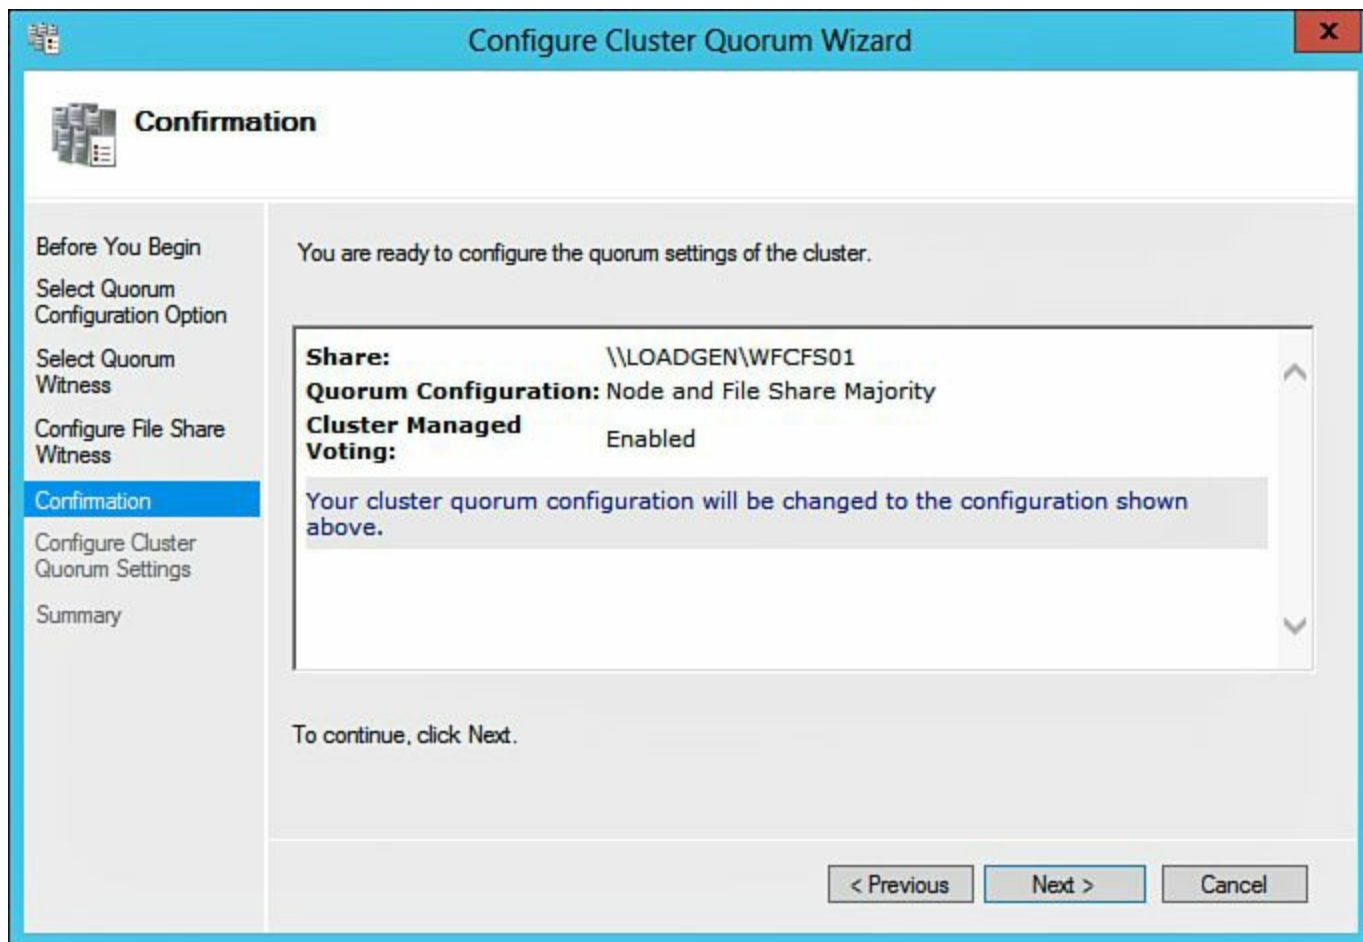 Configure Cluster Quorum Wizard
x
Confirmation
Before You Begin
Select Quorum
Configuration Option
Select Quorum
Witness
Configure File Share
Witness
Confirmation
Configure Cluster
Quorum Settings
Summary
You are ready to configure the quorum settings of the cluster.
Share: \\LOADGEN\WFCFS01
Quorum Configuration: Node and File Share Majority
Cluster Managed
Voting: Enabled
Your cluster quorum configuration will be changed to the configuration shown
above.
To continue, click Next.
< Previous Next > Cancel